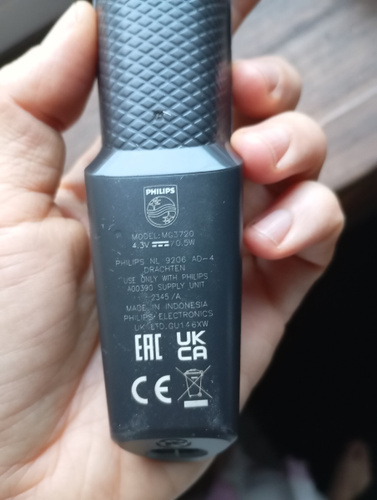 PHILIPS
MODEL: MG3720
4.3V ⎓ /0.5W
PHILIPS NL 9206 AD-4
DRACHTEN
USE ONLY WITH PHILIPS
A00390 SUPPLY UNIT
2345 /A
MADE IN INDONESIA
PHILIPS ELECTRONICS
UK LTD. GU14 6XW
EAC UK
CA
CE